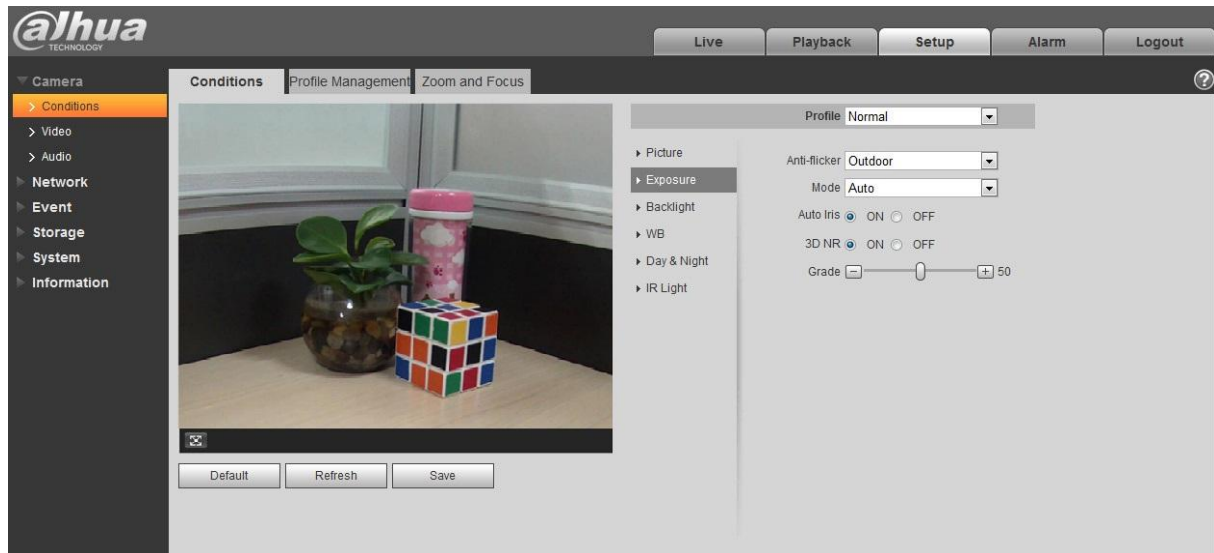 alhua
TECHNOLOGY
Live
Playback
Setup
Alarm
Logout
Camera
Conditions
Video
Audio
Network
Event
Storage
System
Information
Conditions
Profile Management
Zoom and Focus
?
Profile Normal
Picture
Exposure
Backlight
WB
Day & Night
IR Light
Anti-flicker Outdoor
Mode Auto
Auto Iris ON OFF
3D NR ON OFF
Grade - + 50
Default
Refresh
Save